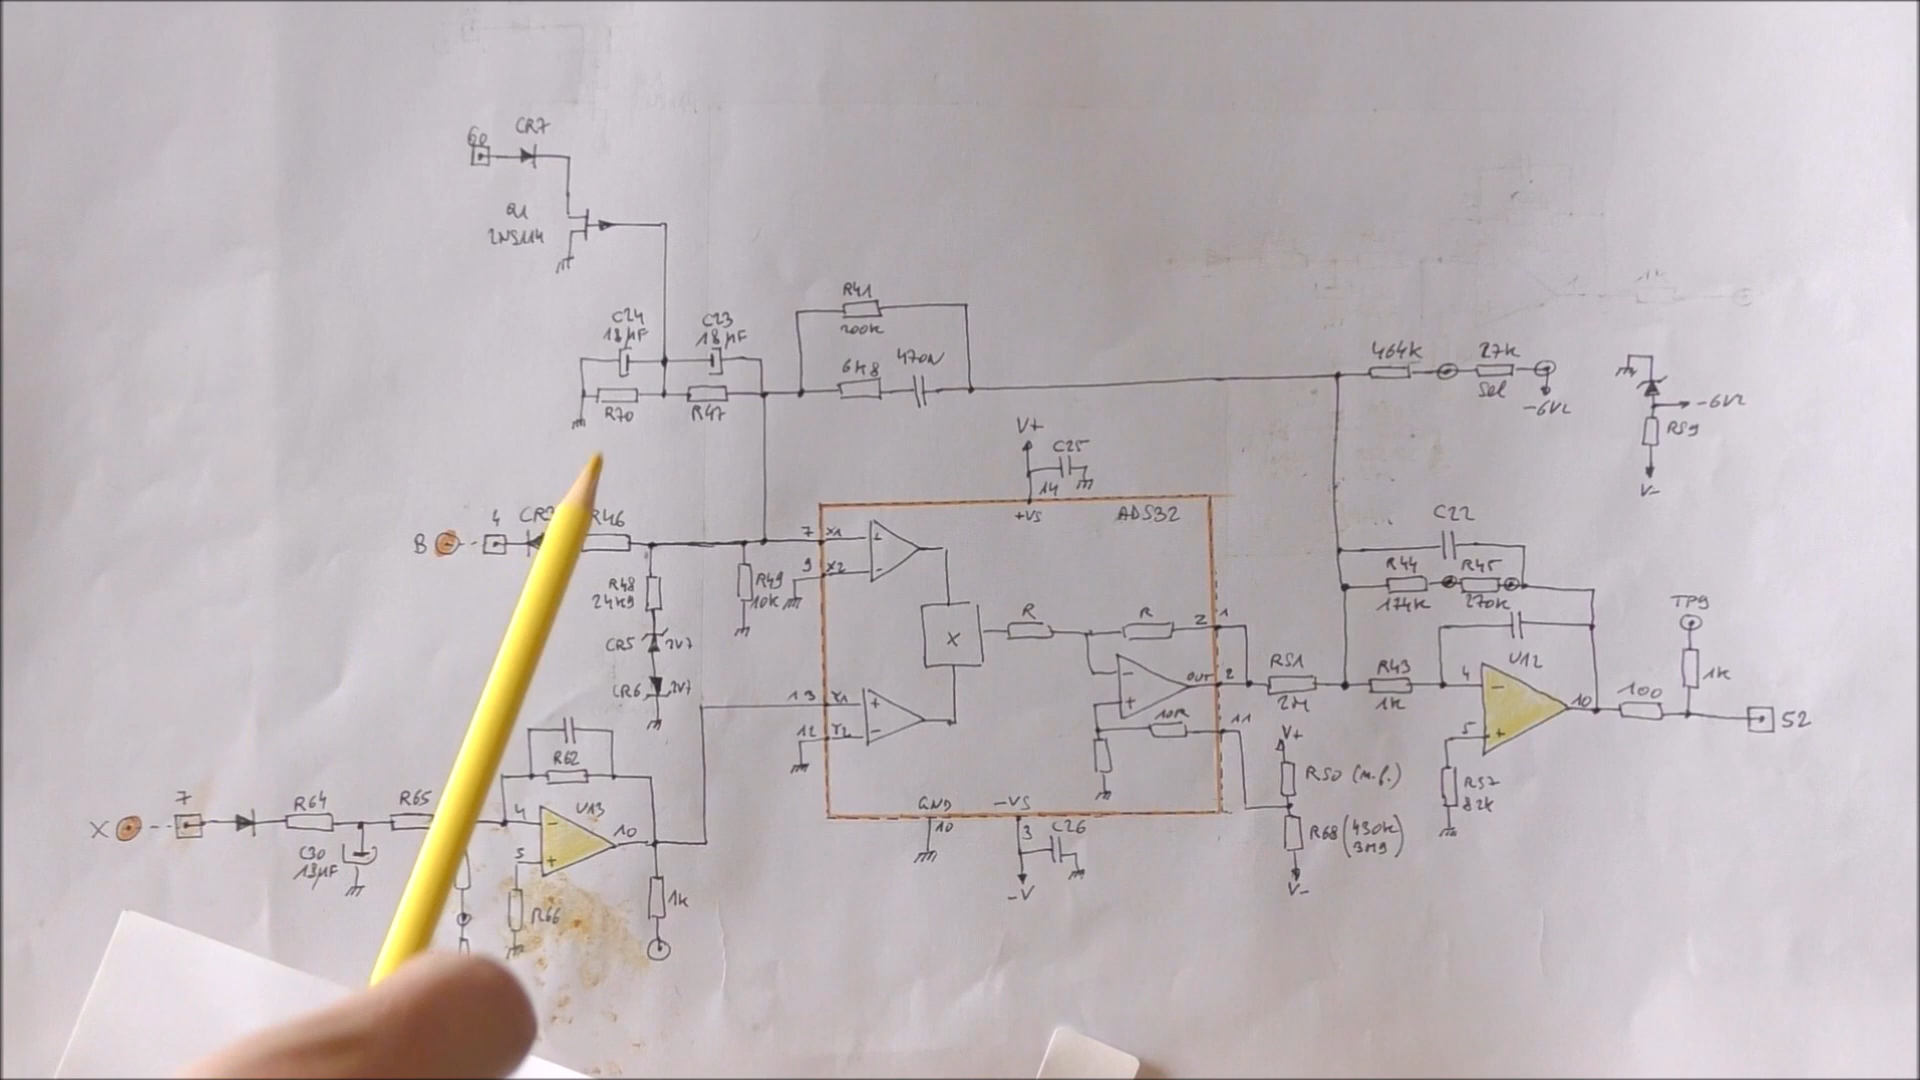 60
CR7
Q1
2N5114
C24
18µF
C23
18µF
R70
R47
R41
200K
6K8
470N
464K
27K
Sel
-6V2
-6V2
R59
V-
V+
C25
14
+VS
AD532
B
4
R46
7
X1
9
X2
R48
24K9
R49
10K
CR5
2V7
CR6
2V7
X
R
R
2
1
OUT
2
10R
11
13
Y1
12
Y2
GND
10
-VS
3
C26
-V
R51
2M
V+
R50 (n.f.)
R68 (430K
3M9)
V-
C22
R44
174K
R45
270K
R43
1K
U12
4
5
10
R52
82K
100
TP9
1K
52
X
7
R64
C30
18µF
R65
R62
U13
4
5
10
R66
1K